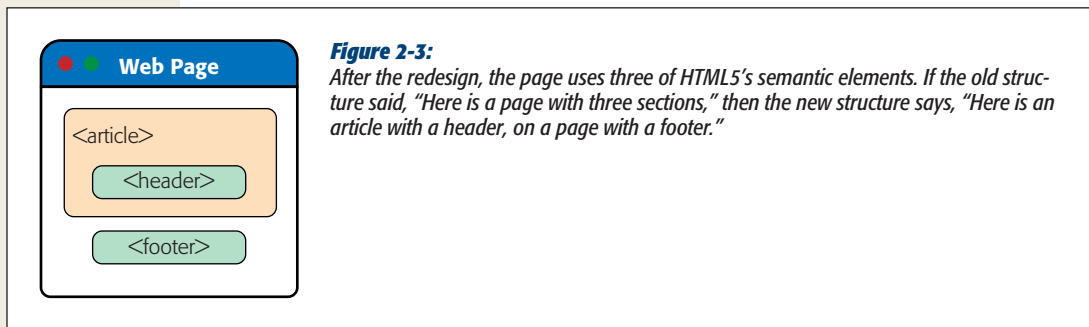 Web Page
<article>
<header>
<footer>
Figure 2-3:
After the redesign, the page uses three of HTML5's semantic elements. If the old struc-
ture said, “Here is a page with three sections,” then the new structure says, “Here is an
article with a header, on a page with a footer.”